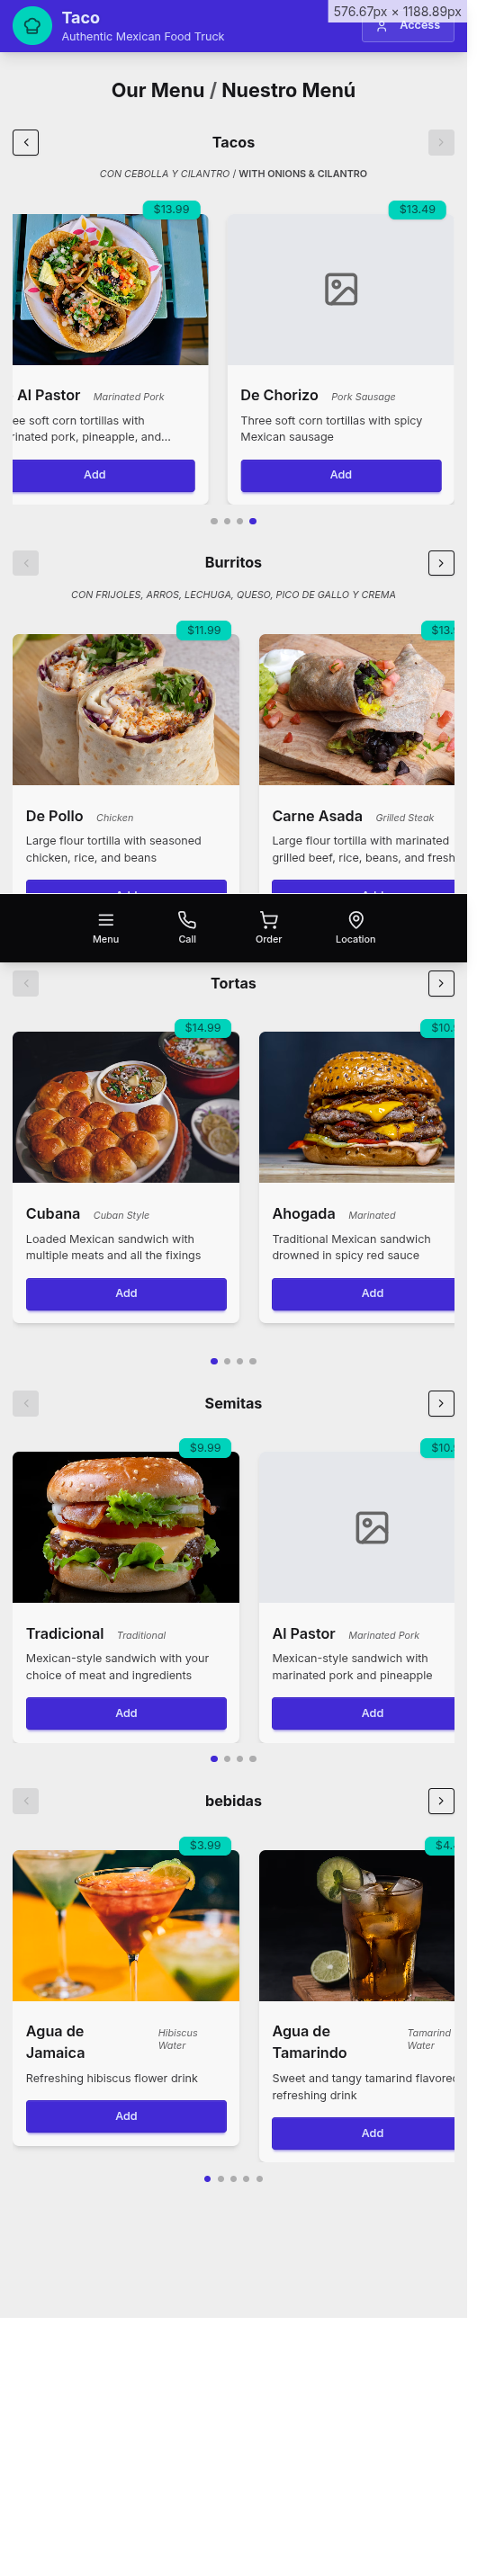 Taco
Authentic Mexican Food Truck
576.67px × 1188.89px
Access
Our Menu / Nuestro Menú
Tacos
CON CEBOLLA Y CILANTRO / WITH ONIONS & CILANTRO
$13.99
$13.49
Al Pastor Marinated Pork
De Chorizo Pork Sausage
soft corn tortillas with
pork, pineapple, and...
Three soft corn tortillas with spicy
Mexican sausage
Add
Add
Burritos
CON FRIJOLES, ARROS, LECHUGA, QUESO, PICO DE GALLO Y CREMA
$11.99
$13.
De Pollo Chicken
Carne Asada Grilled Steak
Large flour tortilla with seasoned
chicken, rice, and beans
Large flour tortilla with marinated
grilled beef, rice, beans, and fresh
Menu
Call
Order
Location
Tortas
$14.99
$10.
Cubana Cuban Style
Ahogada Marinated
Loaded Mexican sandwich with
multiple meats and all the fixings
Traditional Mexican sandwich
drowned in spicy red sauce
Add
Add
Semitas
$9.99
$10.
Tradicional Traditional
Al Pastor Marinated Pork
Mexican-style sandwich with your
choice of meat and ingredients
Mexican-style sandwich with
marinated pork and pineapple
Add
Add
bebidas
$3.99
$4.
Agua de
Jamaica
Hibiscus
Water
Agua de
Tamarindo
Tamarind
Water
Refreshing hibiscus flower drink
Sweet and tangy tamarind flavored
refreshing drink
Add
Add